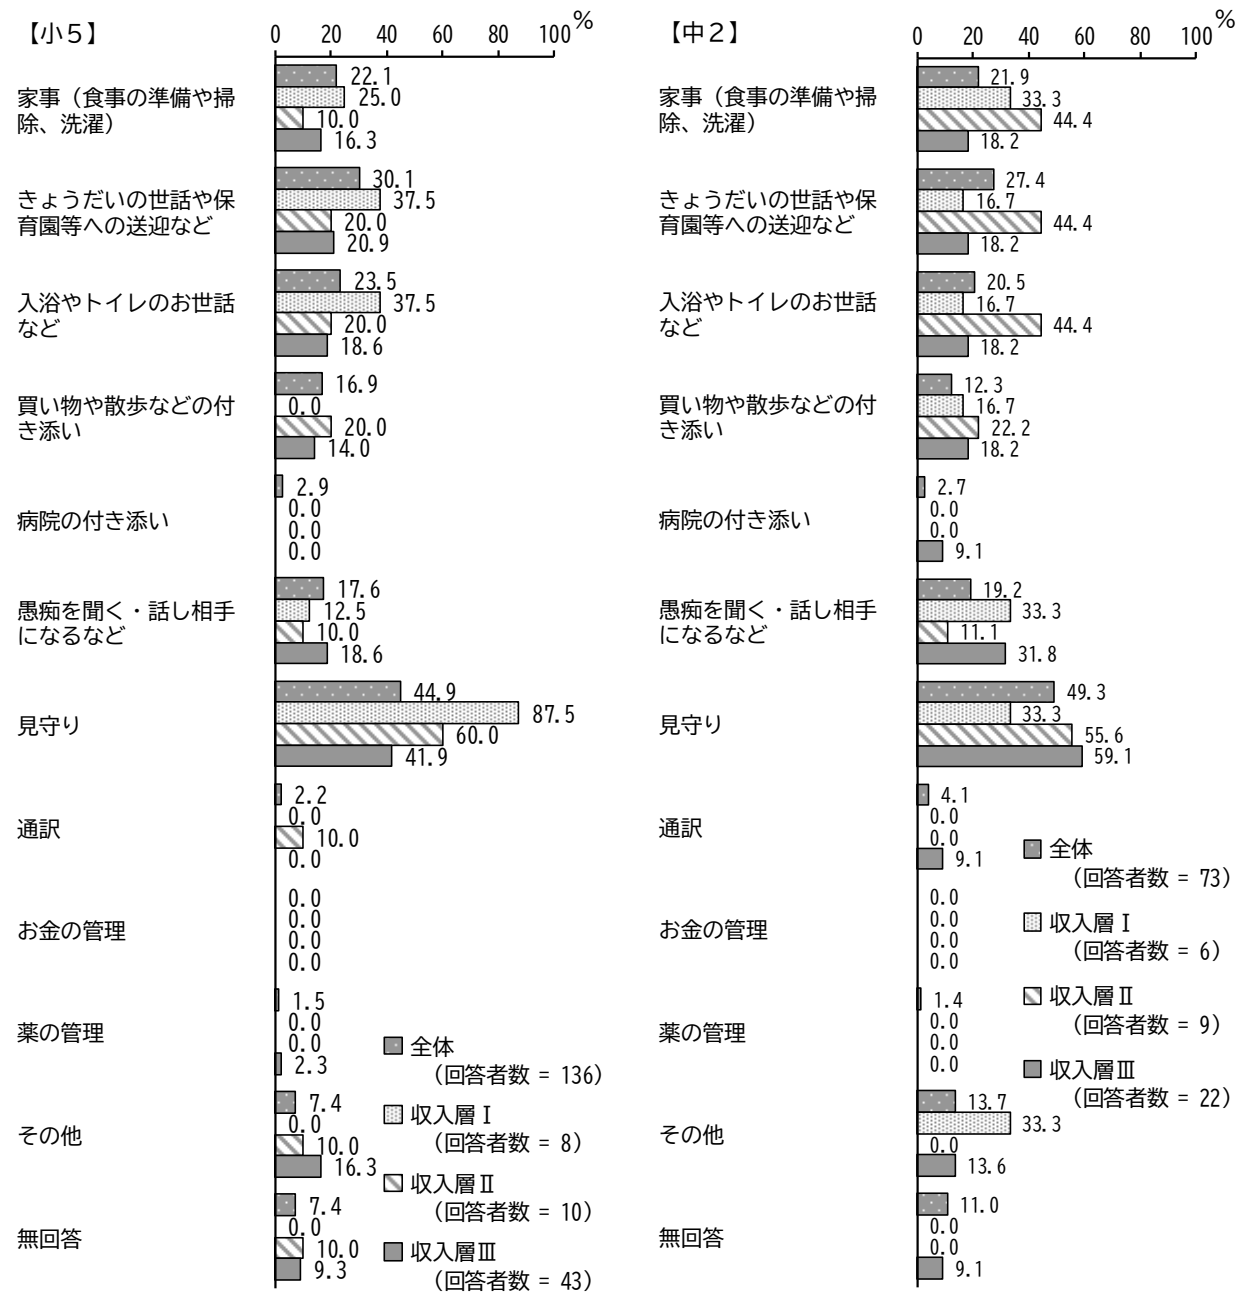 【小5】
0 20 40 60 80 100 %
家事（食事の準備や掃
除、洗濯）
22.1
25.0
10.0
16.3
きょうだいの世話や保
育園等への送迎など
30.1
37.5
20.0
20.9
入浴やトイレのお世話
など
23.5
37.5
20.0
18.6
買い物や散歩などの付
き添い
16.9
0.0
20.0
14.0
病院の付き添い
2.9
0.0
0.0
0.0
愚痴を聞く・話し相手
になるなど
17.6
12.5
10.0
18.6
見守り
44.9
87.5
60.0
41.9
通訳
2.2
0.0
10.0
0.0
お金の管理
0.0
0.0
0.0
0.0
薬の管理
1.5
0.0
0.0
2.3
その他
7.4
0.0
10.0
16.3
無回答
7.4
0.0
10.0
9.3
全体
（回答者数 = 136）
収入層Ⅰ
（回答者数 = 8）
収入層Ⅱ
（回答者数 = 10）
収入層Ⅲ
（回答者数 = 43）
【中2】
0 20 40 60 80 100 %
家事（食事の準備や掃
除、洗濯）
21.9
33.3
44.4
18.2
きょうだいの世話や保
育園等への送迎など
27.4
16.7
44.4
18.2
入浴やトイレのお世話
など
20.5
16.7
44.4
18.2
買い物や散歩などの付
き添い
12.3
16.7
22.2
18.2
病院の付き添い
2.7
0.0
0.0
9.1
愚痴を聞く・話し相手
になるなど
19.2
33.3
11.1
31.8
見守り
49.3
33.3
55.6
59.1
通訳
4.1
0.0
0.0
9.1
お金の管理
0.0
0.0
0.0
0.0
薬の管理
1.4
0.0
0.0
0.0
その他
13.7
33.3
0.0
13.6
無回答
11.0
0.0
0.0
9.1
全体
（回答者数 = 73）
収入層Ⅰ
（回答者数 = 6）
収入層Ⅱ
（回答者数 = 9）
収入層Ⅲ
（回答者数 = 22）